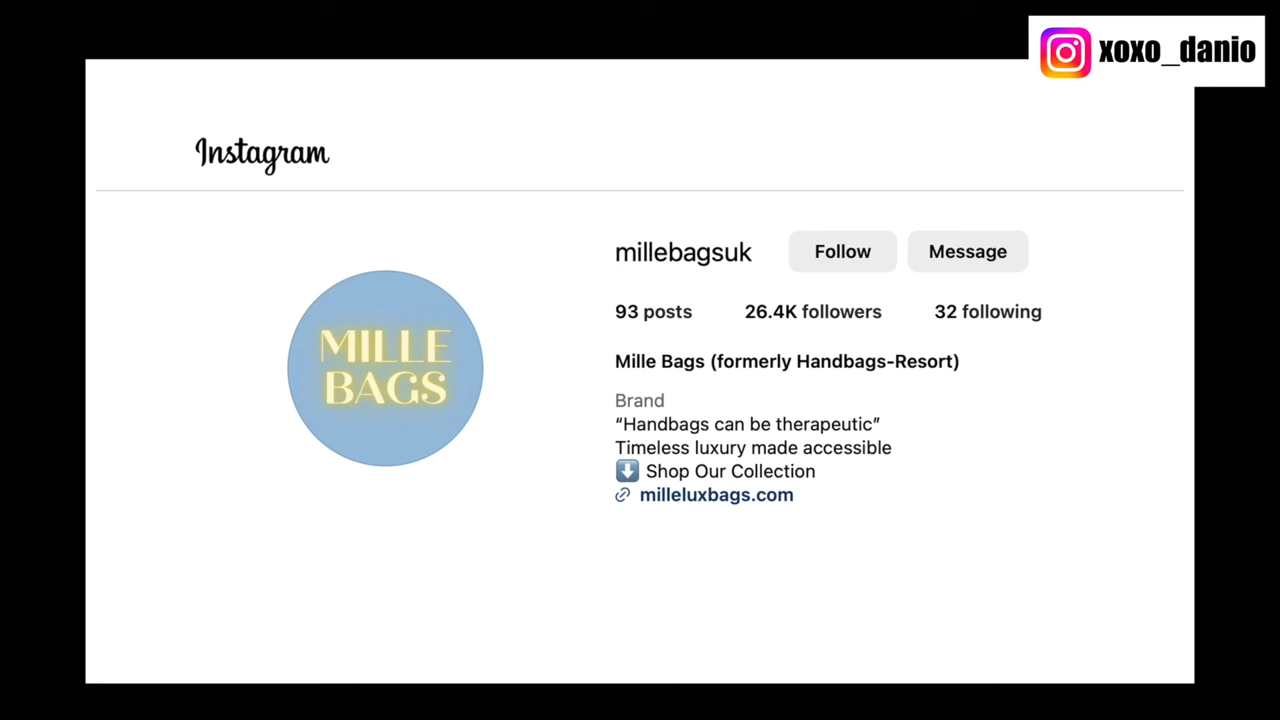 xoxo_danio
Instagram
millebagsuk Follow Message
93 posts 26.4K followers 32 following
MILLE
BAGS
Mille Bags (formerly Handbags-Resort)
Brand
“Handbags can be therapeutic”
Timeless luxury made accessible
⬇️ Shop Our Collection
milleluxbags.com